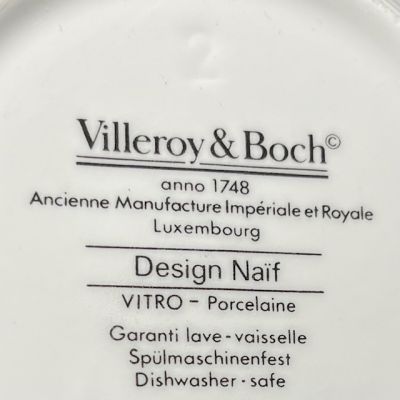 2
Villeroy & Boch©
anno 1748
Ancienne Manufacture Impériale et Royale
Luxembourg
Design Naïf
VITRO - Porcelaine
Garanti lave-vaisselle
Spülmaschinenfest
Dishwasher-safe